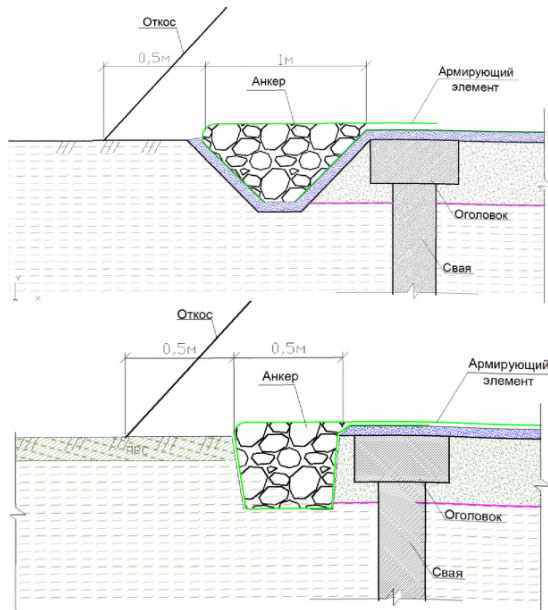 Откос
0,5м
1м
Анкер
Армирующий
элемент
Оголовок
Свая
Y
X
Откос
0,5м
0,5м
Анкер
Армирующий
элемент
ПРС
Оголовок
Свая